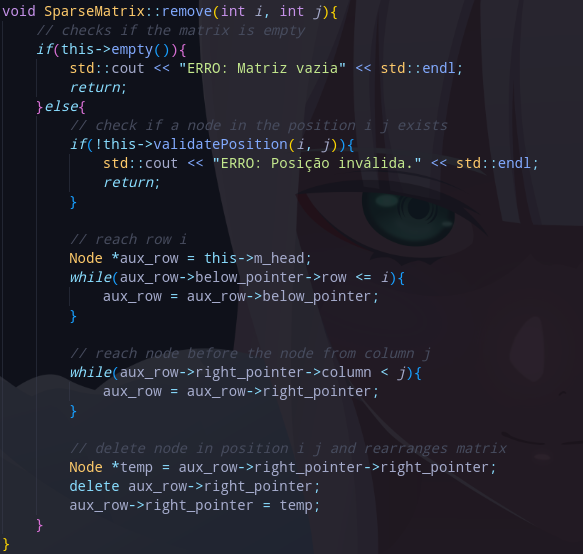 void SparseMatrix::remove(int i, int j){
    // checks if the matrix is empty
    if(this->empty()){
        std::cout << "ERRO: Matriz vazia" << std::endl;
        return;
    }else{
        // check if a node in the position i j exists
        if(!this->validatePosition(i, j)){
            std::cout << "ERRO: Posição inválida." << std::endl;
            return;
        }

        // reach row i
        Node *aux_row = this->m_head;
        while(aux_row->below_pointer->row <= i){
            aux_row = aux_row->below_pointer;
        }

        // reach node before the node from column j
        while(aux_row->right_pointer->column < j){
            aux_row = aux_row->right_pointer;
        }

        // delete node in position i j and rearranges matrix
        Node *temp = aux_row->right_pointer->right_pointer;
        delete aux_row->right_pointer;
        aux_row->right_pointer = temp;
    }
}